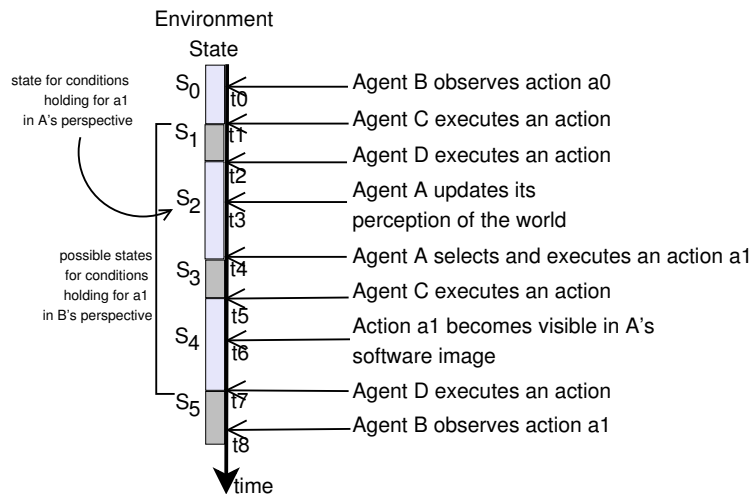 Environment
State
state for conditions
holding for a1
in A's perspective
possible states
for conditions
holding for a1
in B's perspective
S0
S1
S2
S3
S4
S5
t0
t1
t2
t3
t4
t5
t6
t7
t8
time
Agent B observes action a0
Agent C executes an action
Agent D executes an action
Agent A updates its
perception of the world
Agent A selects and executes an action a1
Agent C executes an action
Action a1 becomes visible in A's
software image
Agent D executes an action
Agent B observes action a1